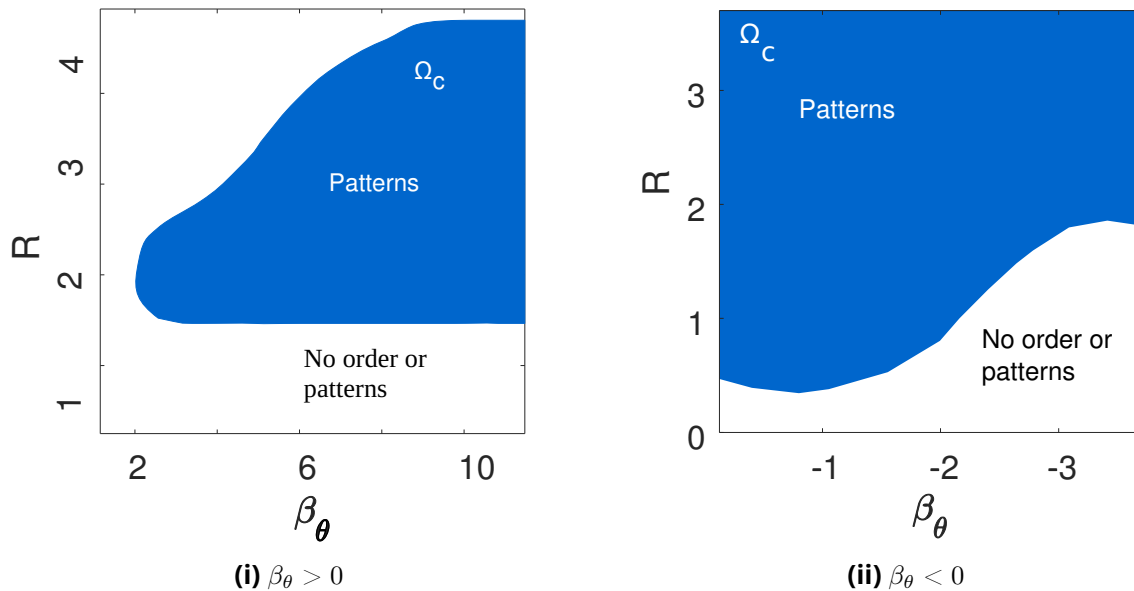 4
3
2
1
R
Ω_c
Patterns
No order or
patterns
2 6 10
β_θ
(i) β_θ > 0
3
2
1
0
R
Ω_c
Patterns
No order or
patterns
-1 -2 -3
β_θ
(ii) β_θ < 0